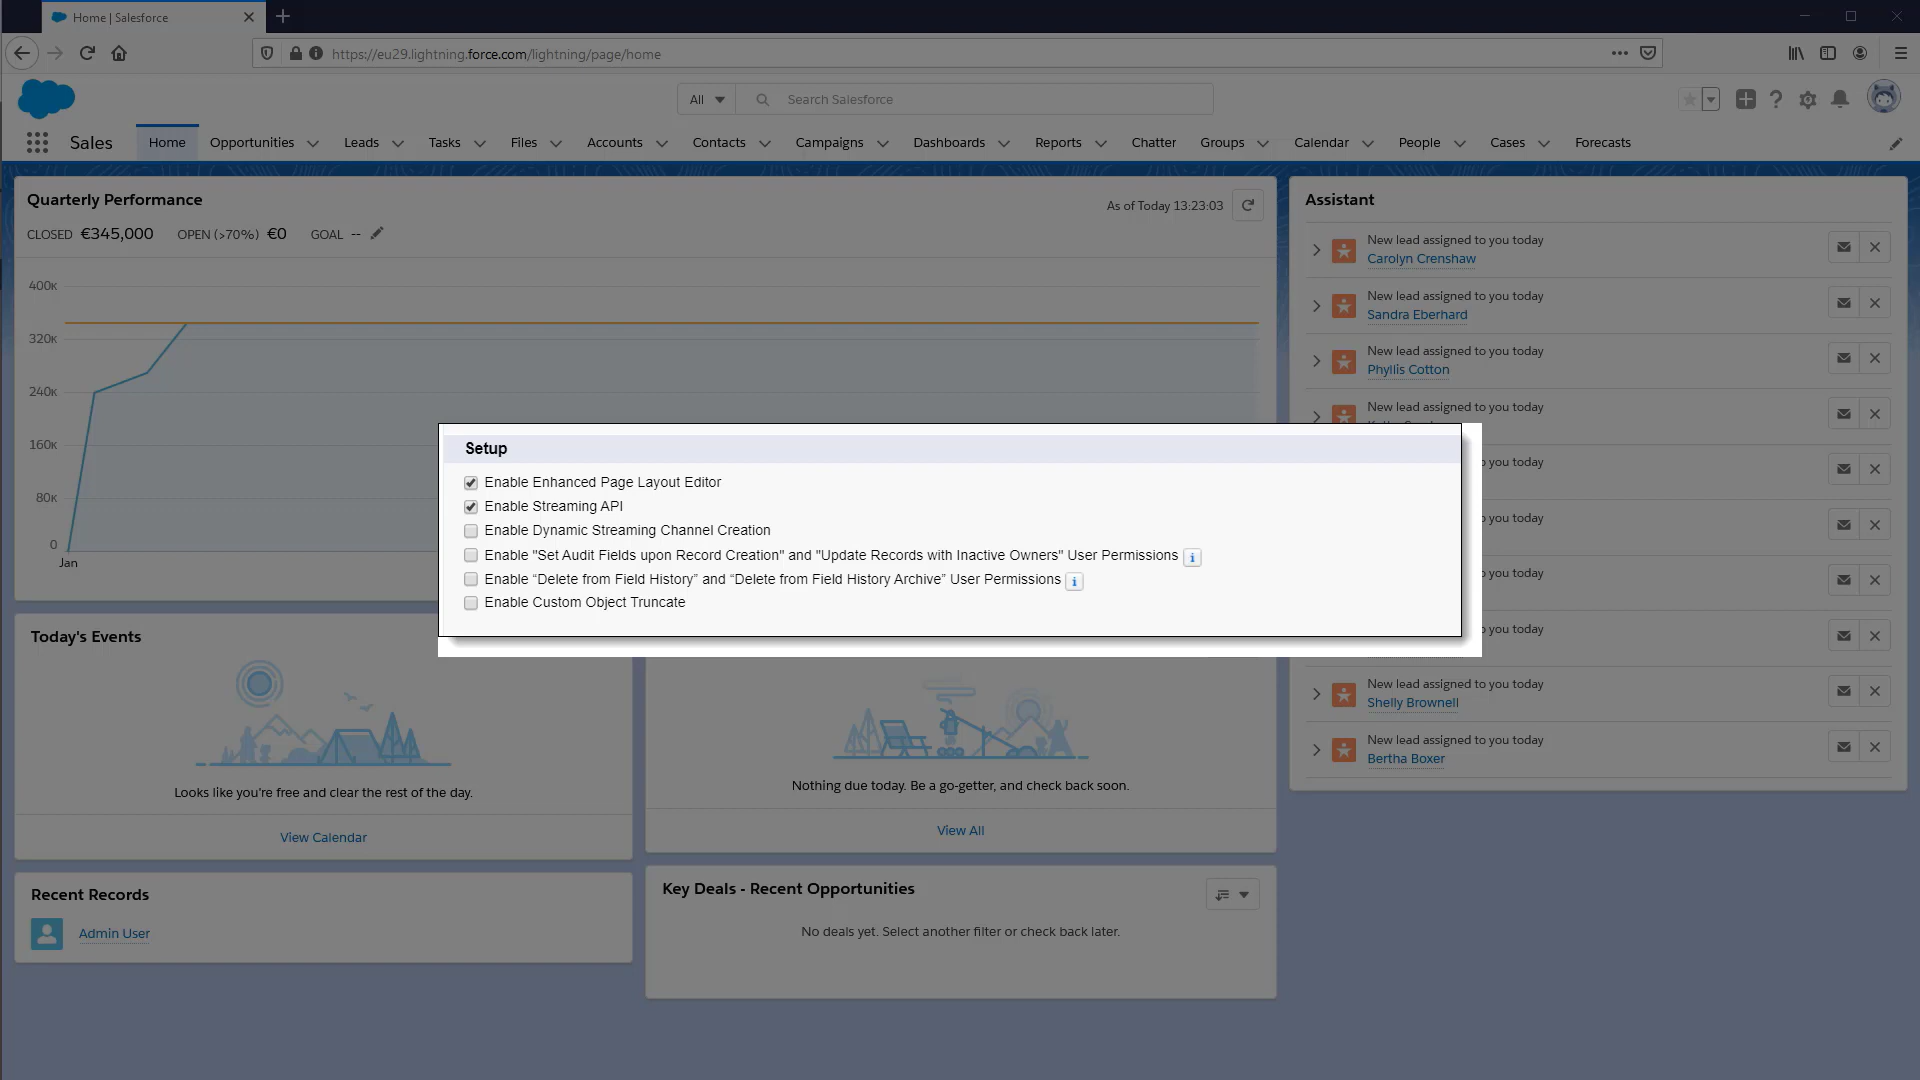 Home | Salesforce
https://eu29.lightning.force.com/lightning/page/home
All
Search Salesforce
Sales
Home
Opportunities
Leads
Tasks
Files
Accounts
Contacts
Campaigns
Dashboards
Reports
Chatter
Groups
Calendar
People
Cases
Forecasts
Quarterly Performance
As of Today 13:23:03
CLOSED €345,000 OPEN (>70%) €0 GOAL --
400K
320K
240K
160K
80K
0
Jan
Assistant
New lead assigned to you today
Carolyn Crenshaw
New lead assigned to you today
Sandra Eberhard
New lead assigned to you today
Phyllis Cotton
New lead assigned to you today
you today
you today
you today
you today
New lead assigned to you today
Shelly Brownell
New lead assigned to you today
Bertha Boxer
Setup
Enable Enhanced Page Layout Editor
Enable Streaming API
Enable Dynamic Streaming Channel Creation
Enable "Set Audit Fields upon Record Creation" and "Update Records with Inactive Owners" User Permissions
Enable “Delete from Field History” and “Delete from Field History Archive” User Permissions
Enable Custom Object Truncate
Today's Events
Looks like you're free and clear the rest of the day.
View Calendar
Nothing due today. Be a go-getter, and check back soon.
View All
Recent Records
Admin User
Key Deals - Recent Opportunities
No deals yet. Select another filter or check back later.